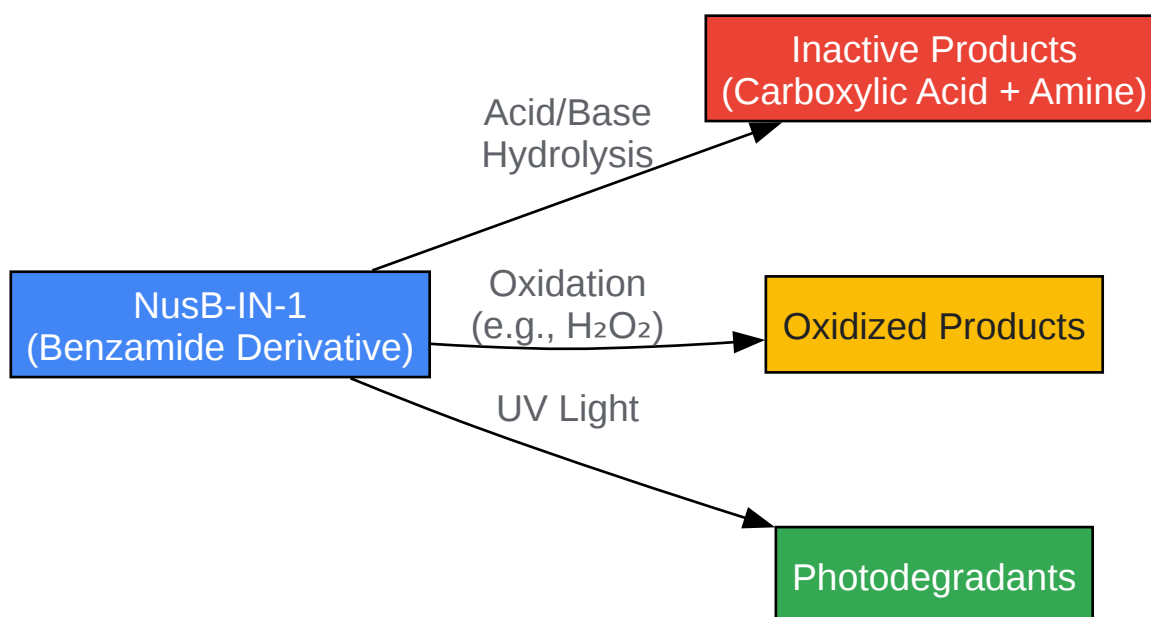 Inactive Products
(Carboxylic Acid + Amine)
Acid/Base
Hydrolysis
NusB-IN-1
(Benzamide Derivative)
Oxidation
(e.g., H₂O₂)
Oxidized Products
UV Light
Photodegradants